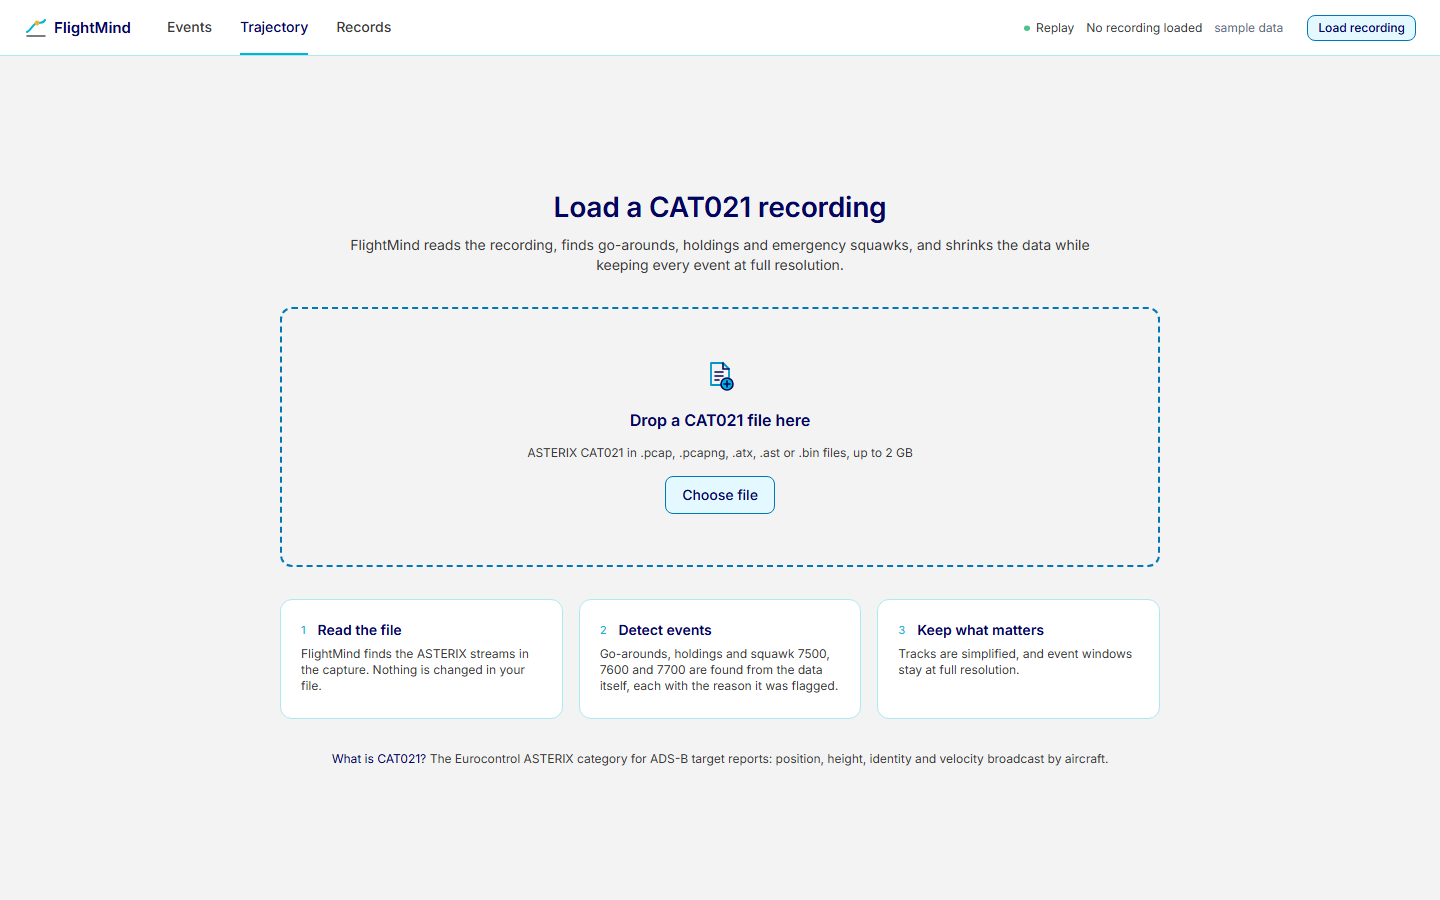 FlightMind
Events
Trajectory
Records
Replay
No recording loaded
sample data
Load recording
Load a CAT021 recording
FlightMind reads the recording, finds go-arounds, holdings and emergency squawks, and shrinks the data while
keeping every event at full resolution.
Drop a CAT021 file here
ASTERIX CAT021 in .pcap, .pcapng, .atx, .ast or .bin files, up to 2 GB
Choose file
1 Read the file
FlightMind finds the ASTERIX streams in
the capture. Nothing is changed in your
file.
2 Detect events
Go-arounds, holdings and squawk 7500,
7600 and 7700 are found from the data
itself, each with the reason it was flagged.
3 Keep what matters
Tracks are simplified, and event windows
stay at full resolution.
What is CAT021? The Eurocontrol ASTERIX category for ADS-B target reports: position, height, identity and velocity broadcast by aircraft.